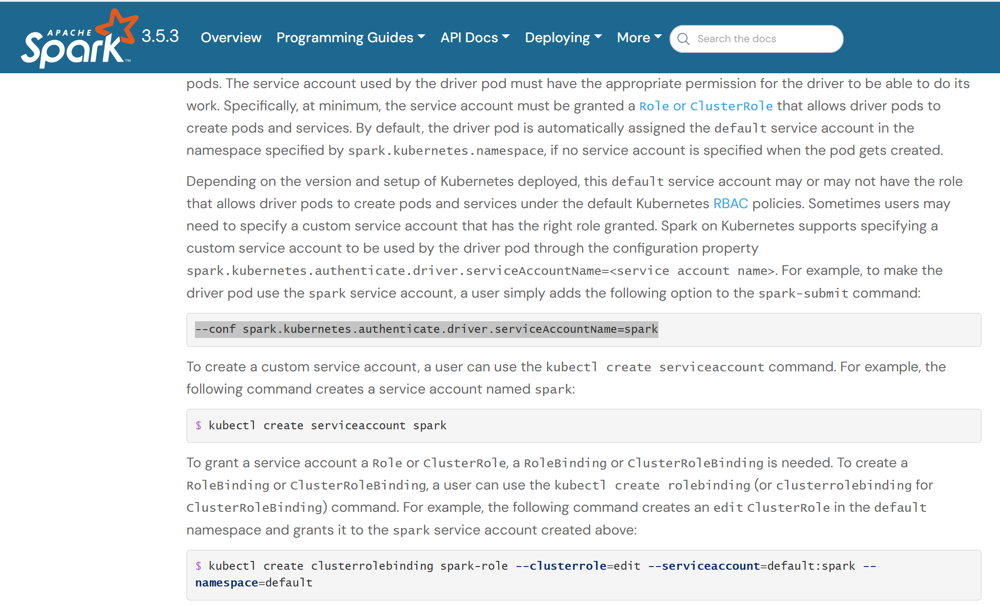 APACHE
Spark™ 3.5.3 Overview Programming Guides API Docs Deploying More Search the docs
pods. The service account used by the driver pod must have the appropriate permission for the driver to be able to do its
work. Specifically, at minimum, the service account must be granted a Role or ClusterRole that allows driver pods to
create pods and services. By default, the driver pod is automatically assigned the default service account in the
namespace specified by spark.kubernetes.namespace, if no service account is specified when the pod gets created.
Depending on the version and setup of Kubernetes deployed, this default service account may or may not have the role
that allows driver pods to create pods and services under the default Kubernetes RBAC policies. Sometimes users may
need to specify a custom service account that has the right role granted. Spark on Kubernetes supports specifying a
custom service account to be used by the driver pod through the configuration property
spark.kubernetes.authenticate.driver.serviceAccountName=<service account name>. For example, to make the
driver pod use the spark service account, a user simply adds the following option to the spark-submit command:
--conf spark.kubernetes.authenticate.driver.serviceAccountName=spark
To create a custom service account, a user can use the kubectl create serviceaccount command. For example, the
following command creates a service account named spark:
$ kubectl create serviceaccount spark
To grant a service account a Role or ClusterRole, a RoleBinding or ClusterRoleBinding is needed. To create a
RoleBinding or ClusterRoleBinding, a user can use the kubectl create rolebinding (or clusterrolebinding for
ClusterRoleBinding) command. For example, the following command creates an edit ClusterRole in the default
namespace and grants it to the spark service account created above:
$ kubectl create clusterrolebinding spark-role --clusterrole=edit --serviceaccount=default:spark --
namespace=default